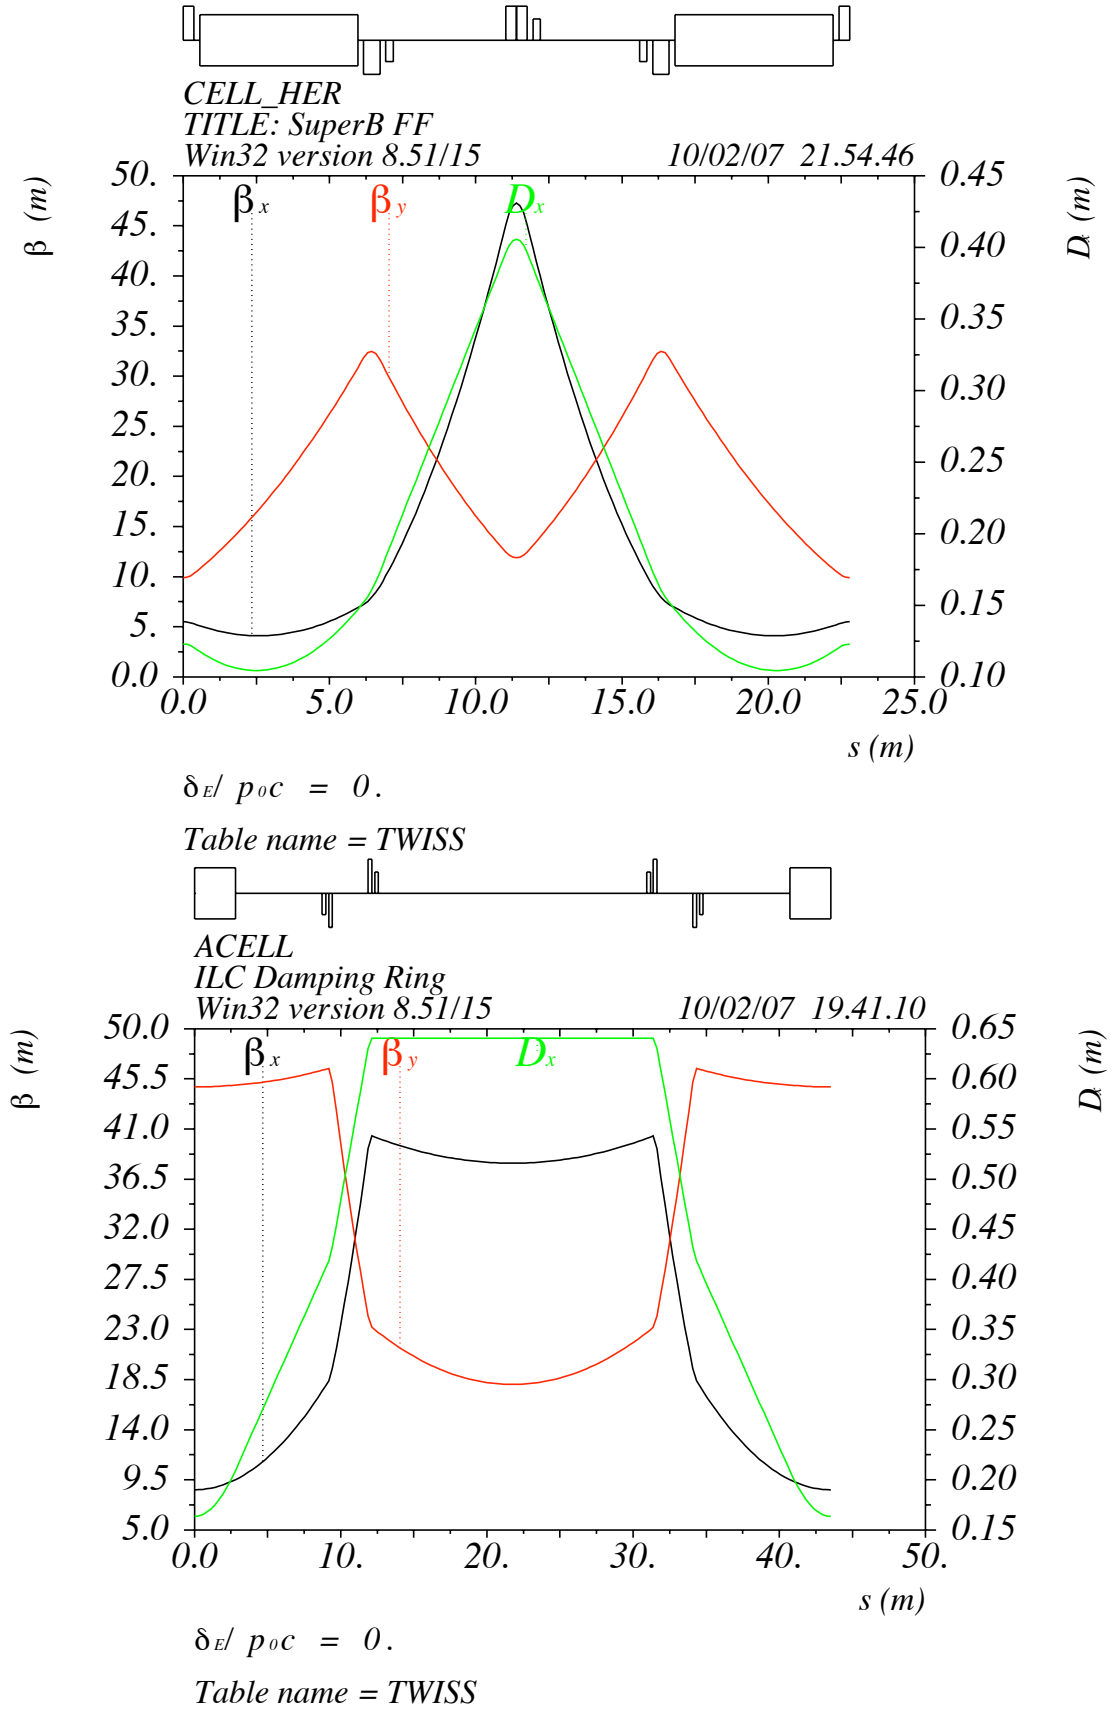 CELL_HER
TITLE: SuperB FF
Win32 version 8.51/15 10/02/07 21.54.46
β (m)
50.
45.
40.
35.
30.
25.
20.
15.
10.
5.
0.0
βx βy Dx
0.45
0.40
0.35
0.30
0.25
0.20
0.15
0.10
Dx (m)
0.0 5.0 10.0 15.0 20.0 25.0
s (m)
δE/ p0c = 0.
Table name = TWISS
ACELL
ILC Damping Ring
Win32 version 8.51/15 10/02/07 19.41.10
β (m)
50.0
45.5
41.0
36.5
32.0
27.5
23.0
18.5
14.0
9.5
5.0
βx βy Dx
0.65
0.60
0.55
0.50
0.45
0.40
0.35
0.30
0.25
0.20
0.15
Dx (m)
0.0 10. 20. 30. 40. 50.
s (m)
δE/ p0c = 0.
Table name = TWISS